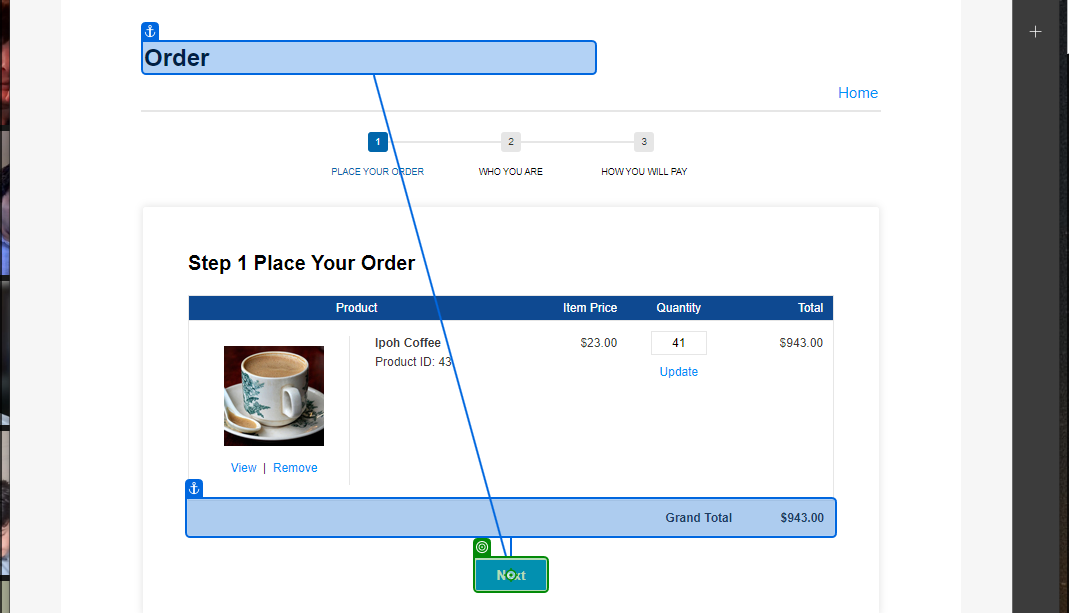 Order
Home
1 2 3
PLACE YOUR ORDER WHO YOU ARE HOW YOU WILL PAY
Step 1 Place Your Order
Product Item Price Quantity Total
Ipoh Coffee $23.00 41 $943.00
Product ID: 43
Update
View | Remove
Grand Total $943.00
Next